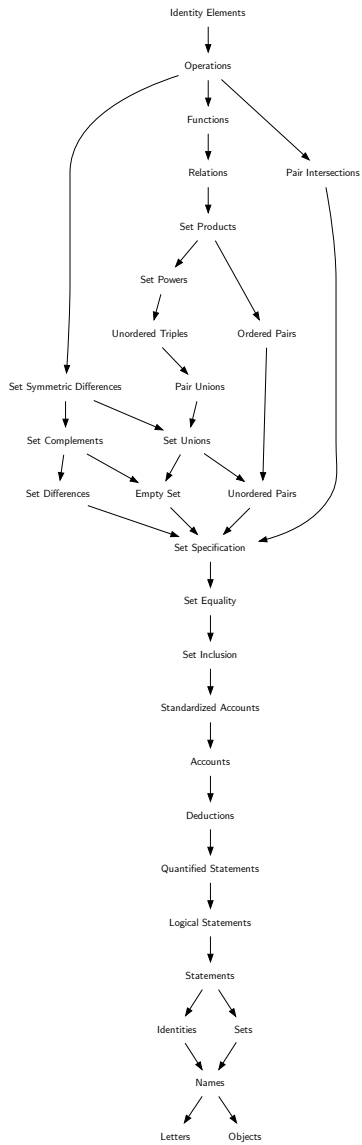 Identity Elements
Operations
Functions
Relations
Pair Intersections
Set Products
Set Powers
Unordered Triples
Ordered Pairs
Set Symmetric Differences
Pair Unions
Set Complements
Set Unions
Set Differences
Empty Set
Unordered Pairs
Set Specification
Set Equality
Set Inclusion
Standardized Accounts
Accounts
Deductions
Quantified Statements
Logical Statements
Statements
Identities
Sets
Names
Letters
Objects